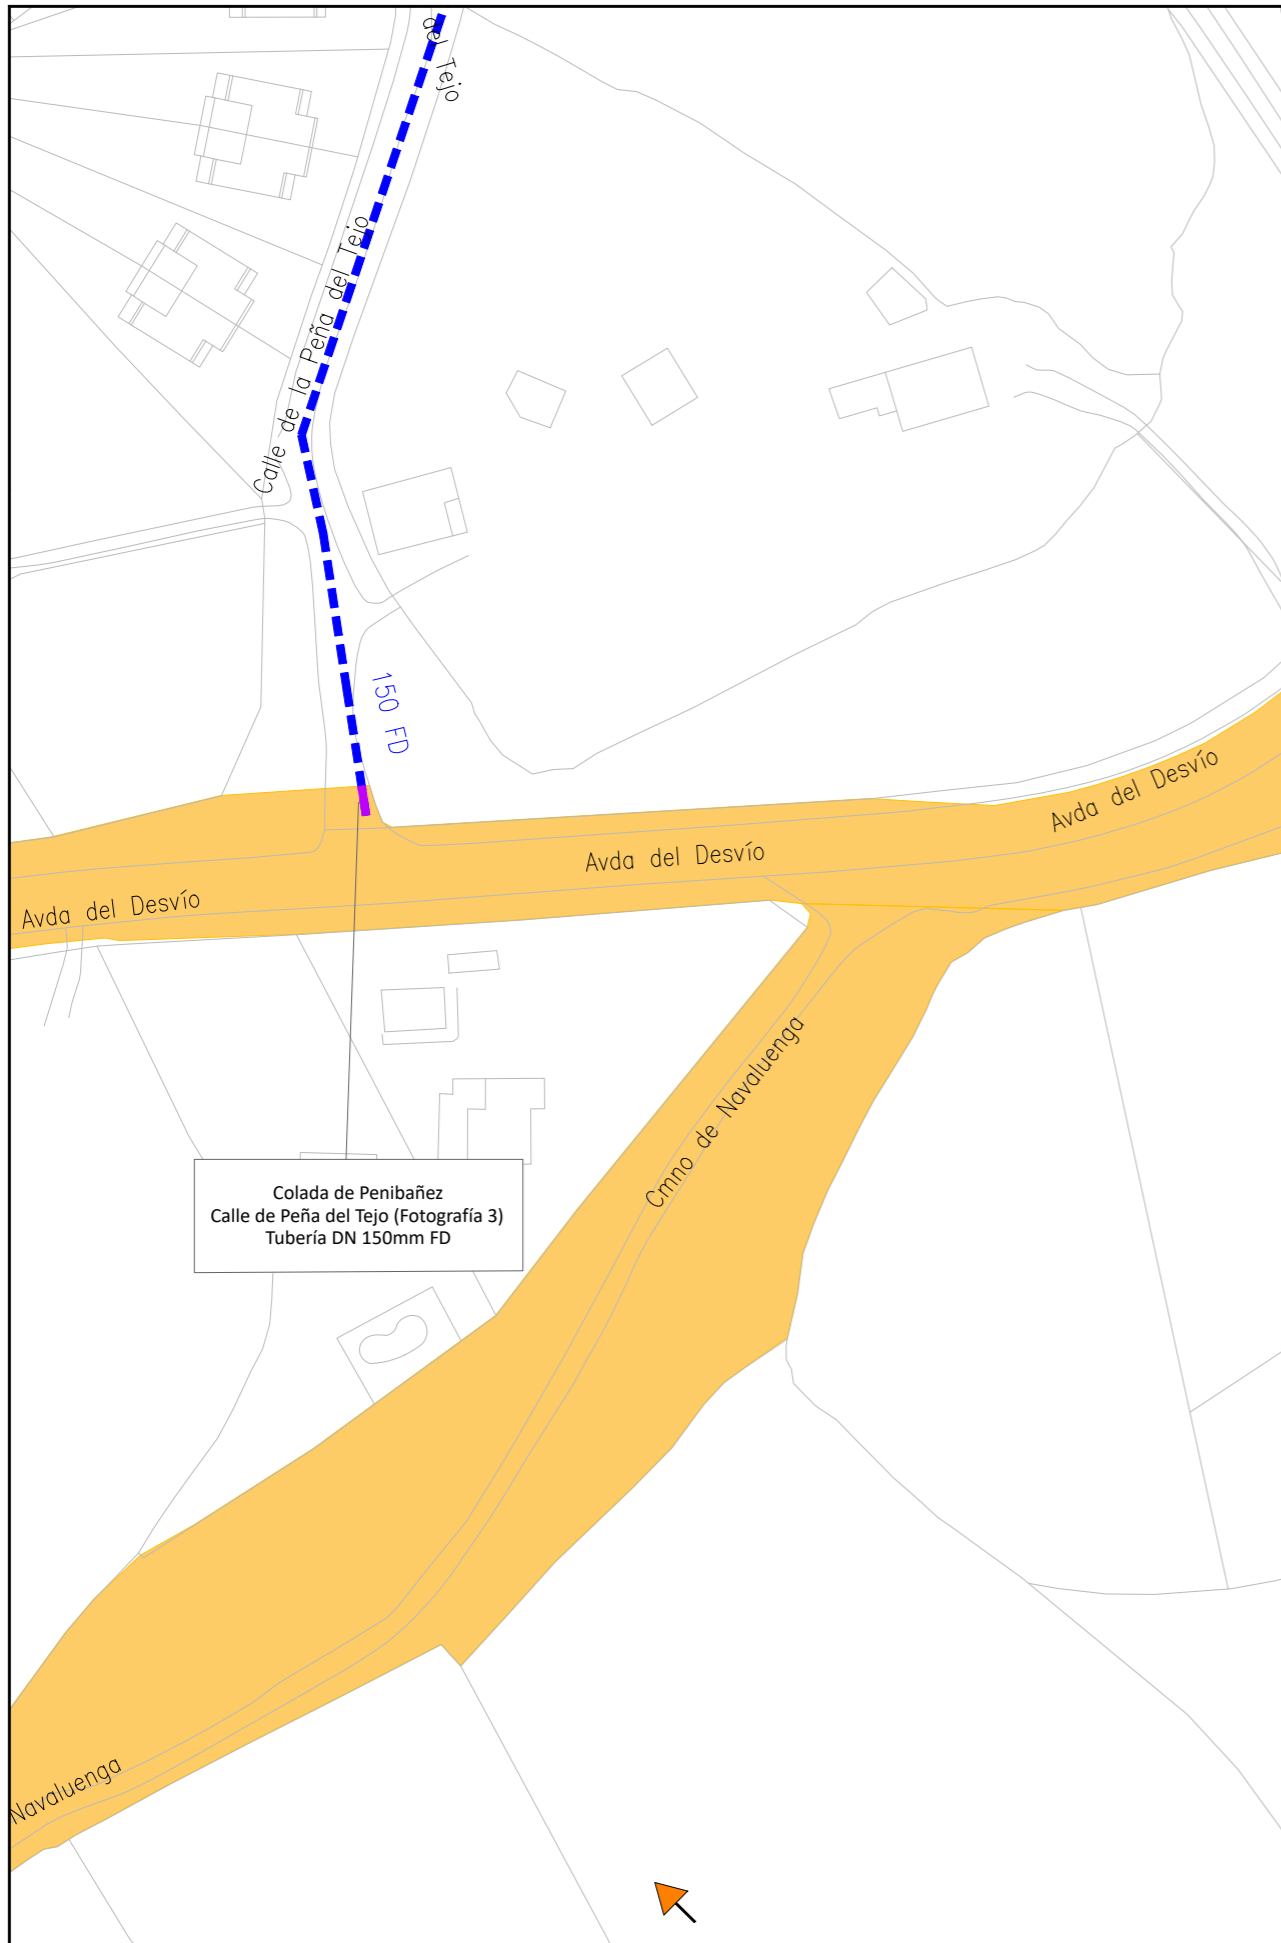 del Tejo
Calle de la Peña del Tejo
150 FD
Avda del Desvío
Avda del Desvío
Avda del Desvío
Cmno de Navaluenga
Colada de Penibañez
Calle de Peña del Tejo (Fotografía 3)
Tubería DN 150mm FD
Navaluenga